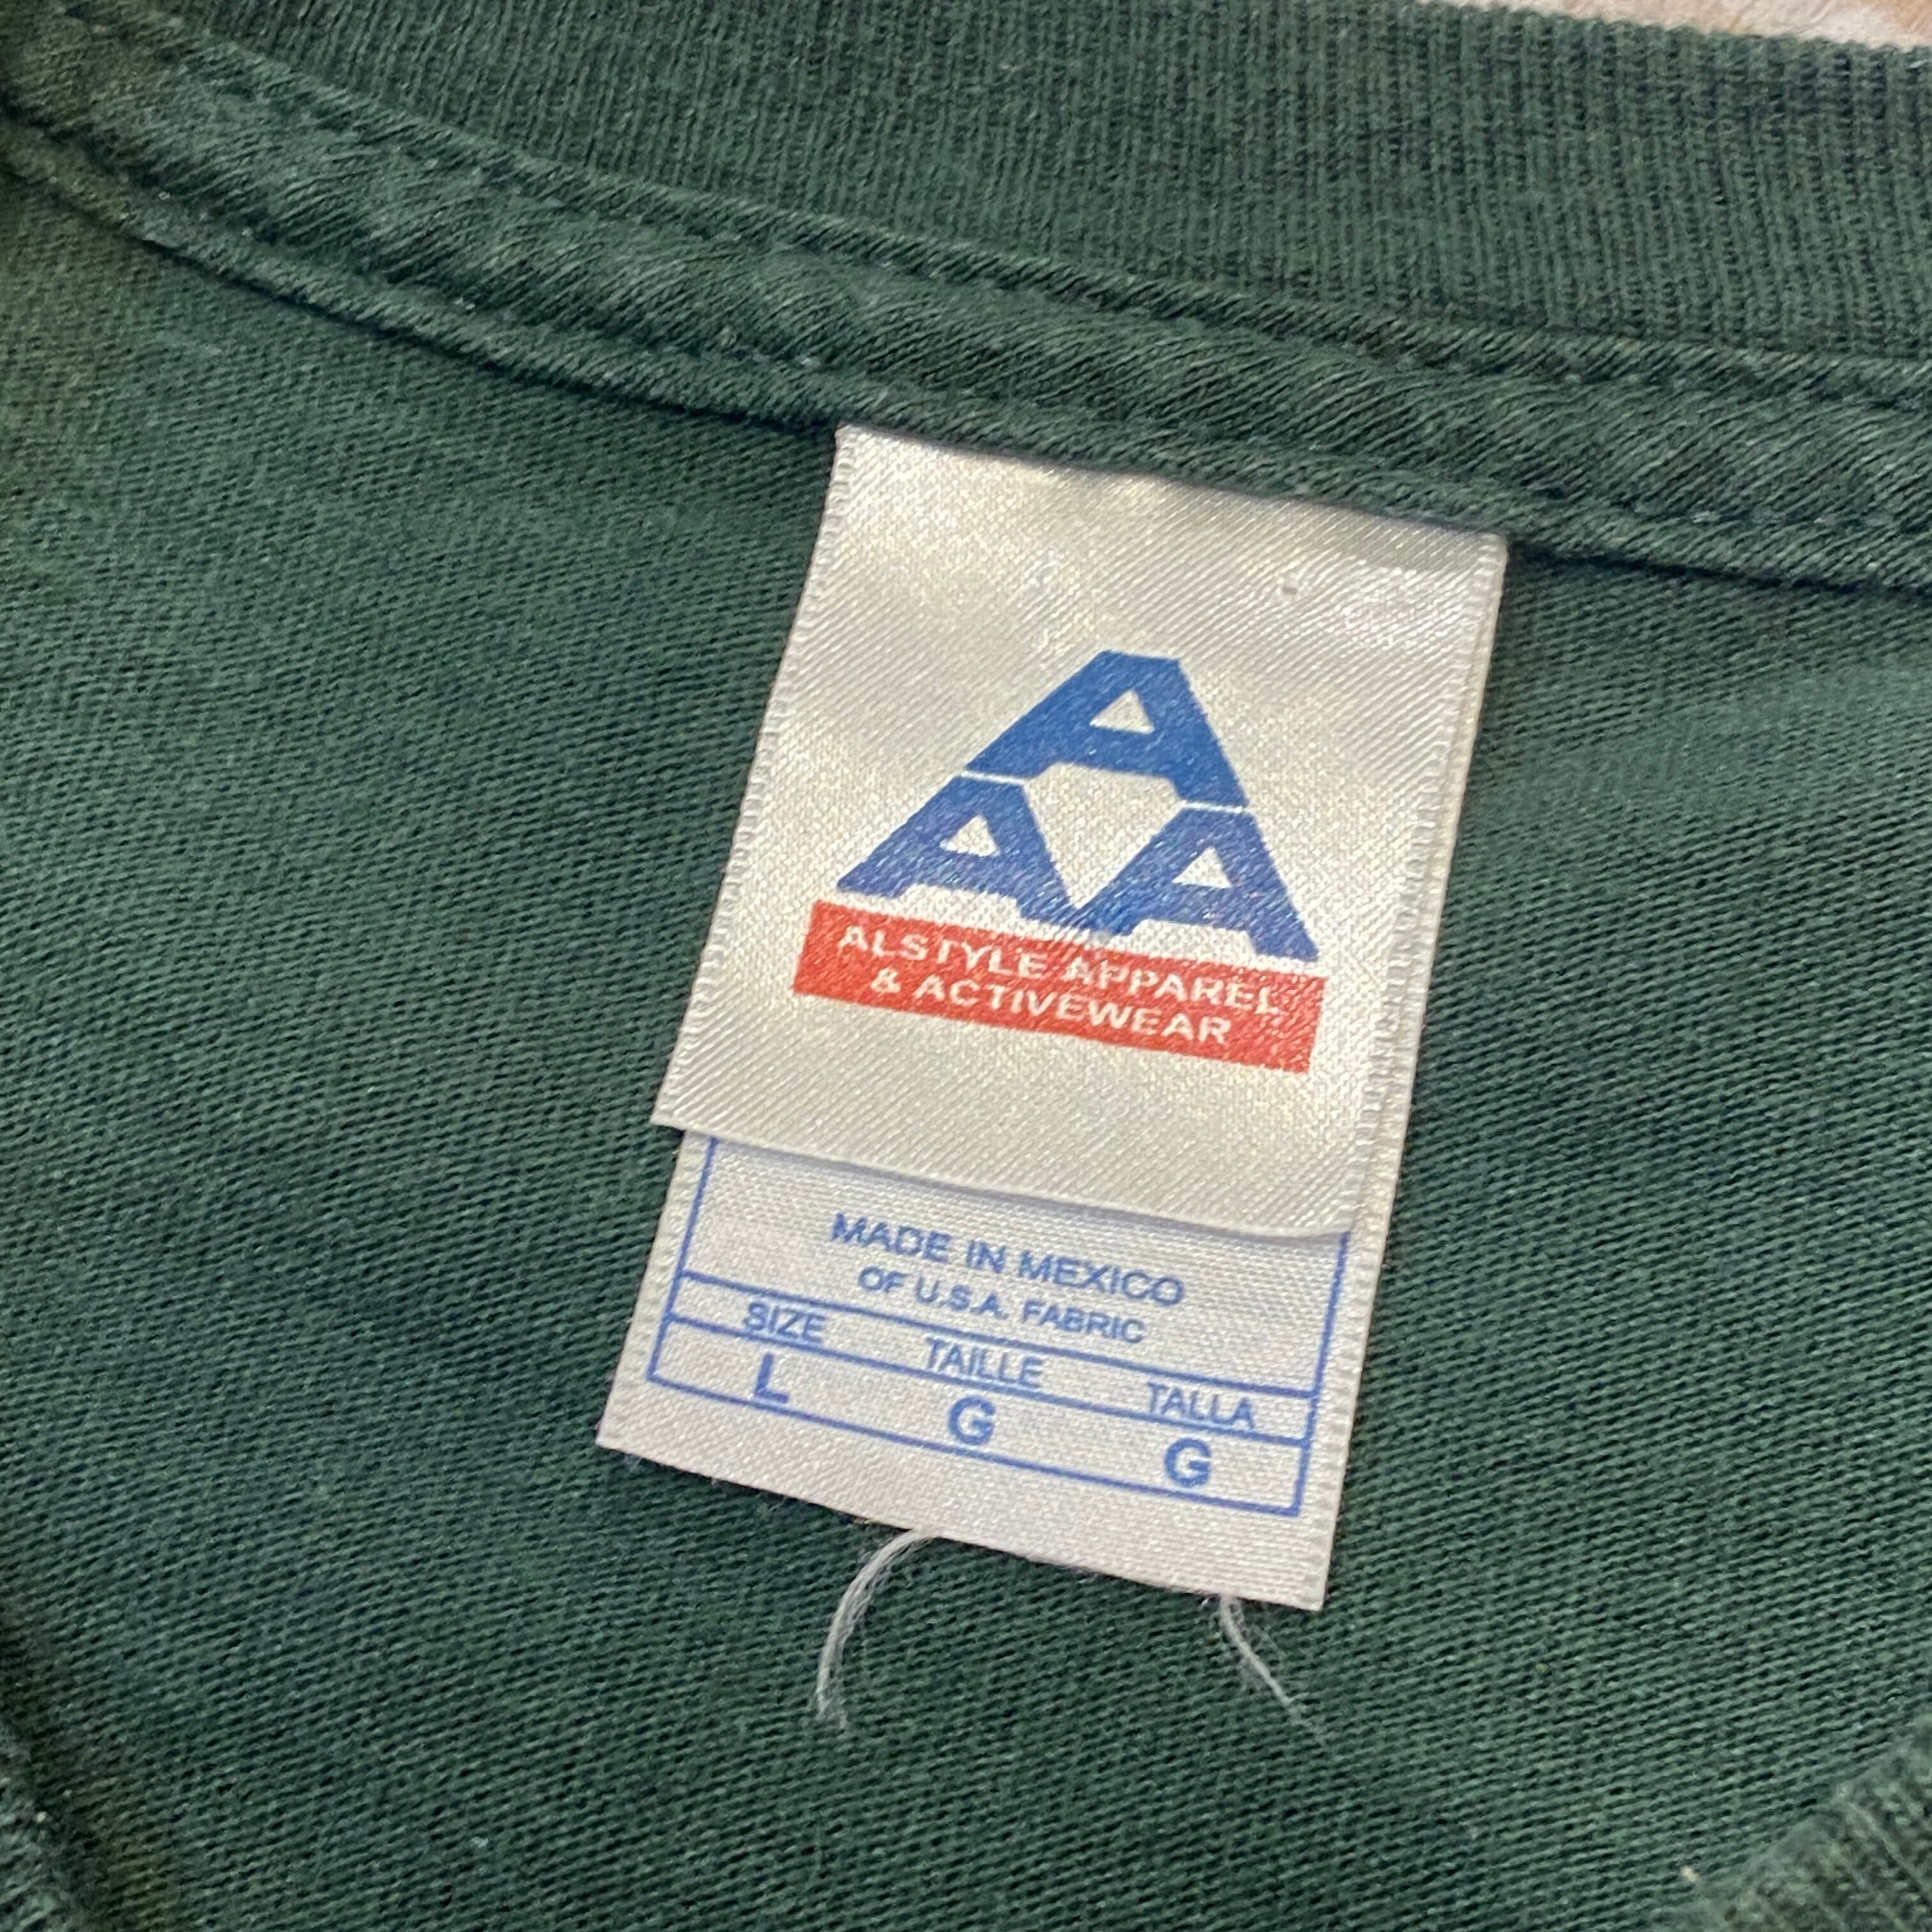 A
A A
ALSTYLE APPAREL
& ACTIVEWEAR
MADE IN MEXICO
OF U.S.A. FABRIC
SIZE TAILLE TALLA
L G G